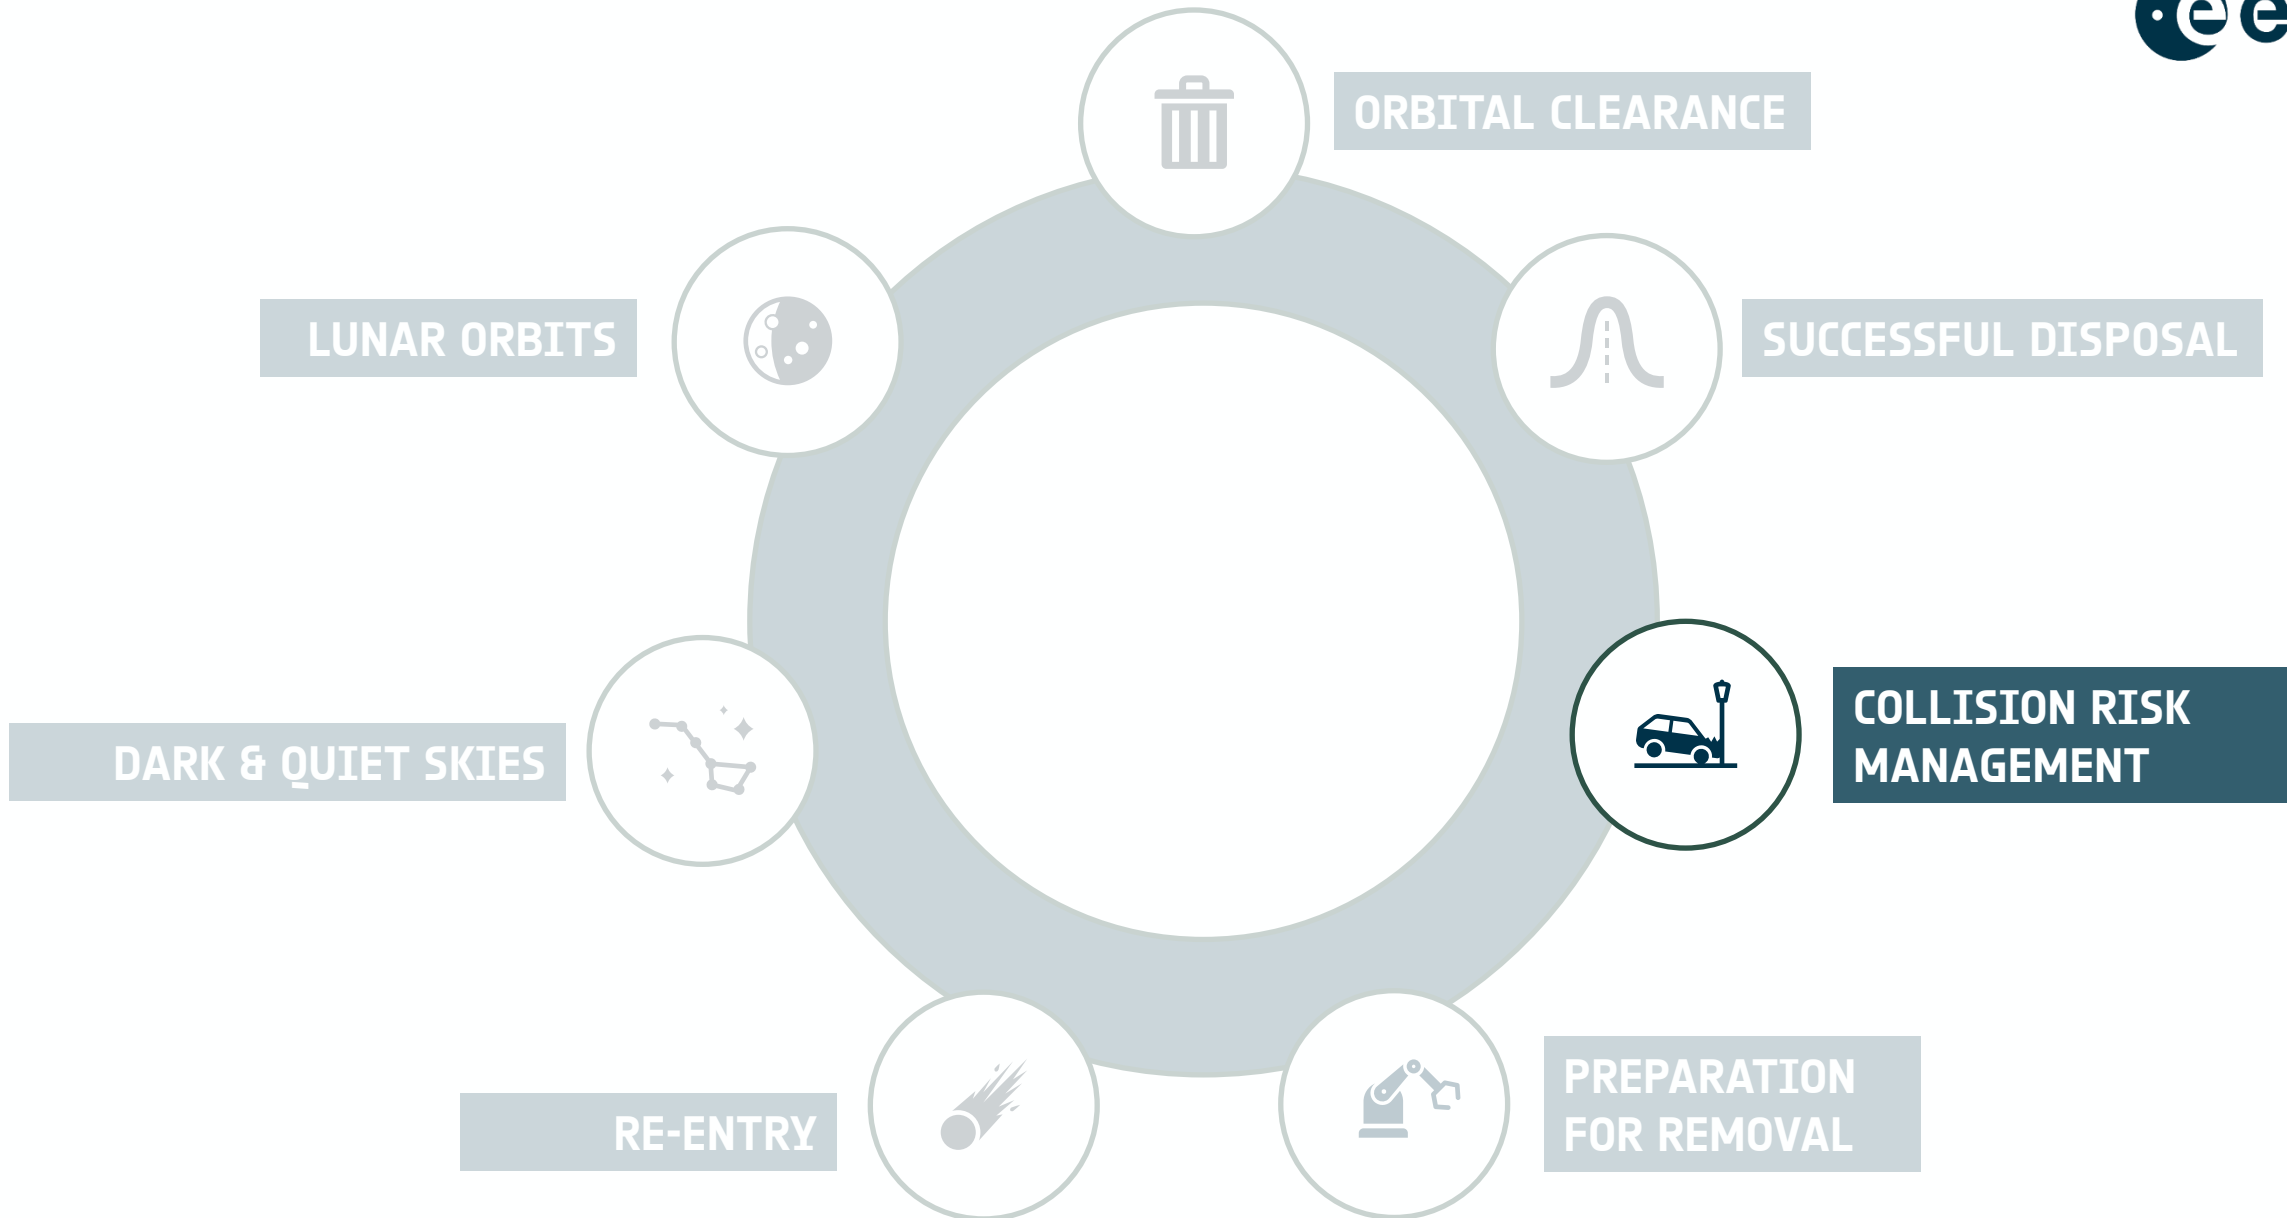 ORBITAL CLEARANCE
LUNAR ORBITS
SUCCESSFUL DISPOSAL
COLLISION RISK
MANAGEMENT
DARK & QUIET SKIES
PREPARATION
FOR REMOVAL
RE-ENTRY